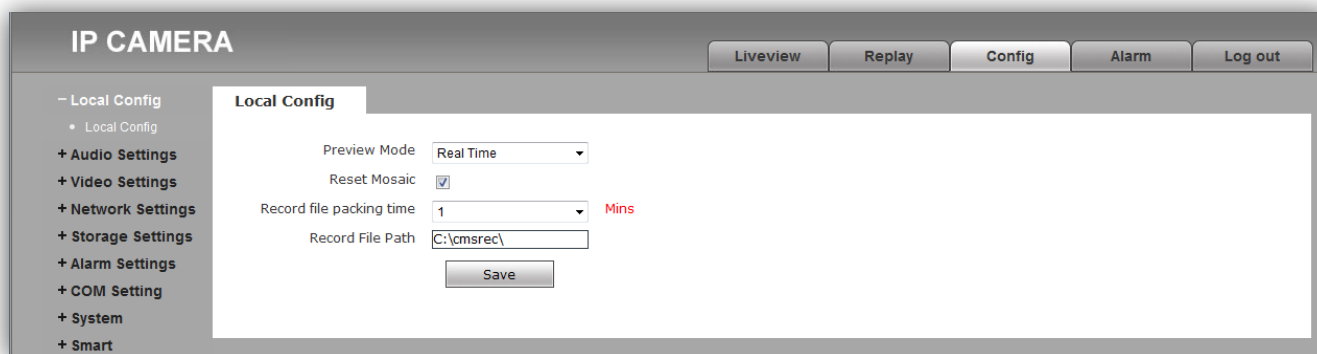 IP CAMERA
Liveview Replay Config Alarm Log out
− Local Config
• Local Config
+ Audio Settings
+ Video Settings
+ Network Settings
+ Storage Settings
+ Alarm Settings
+ COM Setting
+ System
+ Smart
Local Config
Preview Mode Real Time
Reset Mosaic
Record file packing time 1 Mins
Record File Path C:\cmsrec\
Save